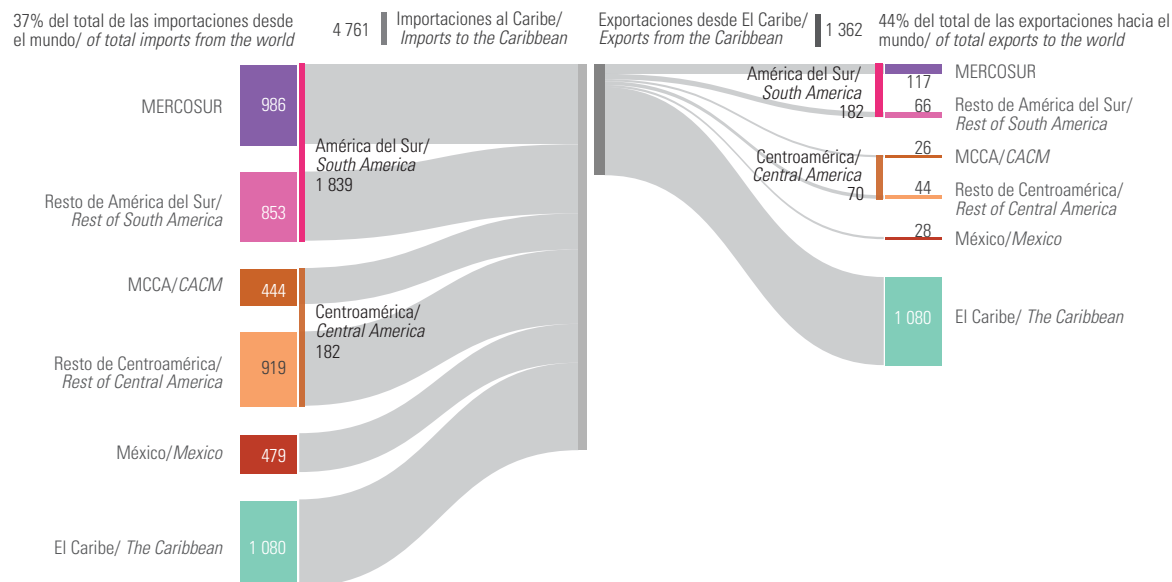 37% del total de las importaciones desde
el mundo/ of total imports from the world
4 761
Importaciones al Caribe/
Imports to the Caribbean
Exportaciones desde El Caribe/
Exports from the Caribbean
1 362
44% del total de las exportaciones hacia el
mundo/ of total exports to the world
MERCOSUR
986
Resto de América del Sur/
Rest of South America
853
América del Sur/
South America
1 839
MCCA/CACM
444
Resto de Centroamérica/
Rest of Central America
919
Centroamérica/
Central America
182
México/Mexico
479
El Caribe/ The Caribbean
1 080
América del Sur/
South America
182
MERCOSUR
117
66
Resto de América del Sur/
Rest of South America
Centroamérica/
Central America
70
26
MCCA/CACM
44
Resto de Centroamérica/
Rest of Central America
28
México/Mexico
1 080
El Caribe/ The Caribbean